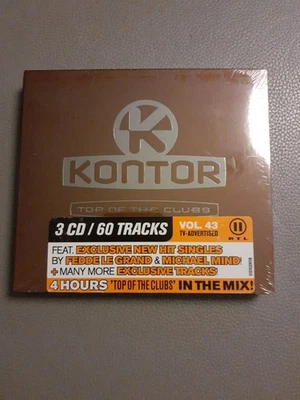 K
KONTOR
TOP OF THE CLUBS
3 CD / 60 TRACKS
VOL. 43
TV-ADVERTISED
II
RTL
FEAT. EXCLUSIVE NEW HIT SINGLES
BY FEDDE LE GRAND & MICHAEL MIND
+ MANY MORE EXCLUSIVE TRACKS
4 HOURS "TOP OF THE CLUBS" IN THE MIX!